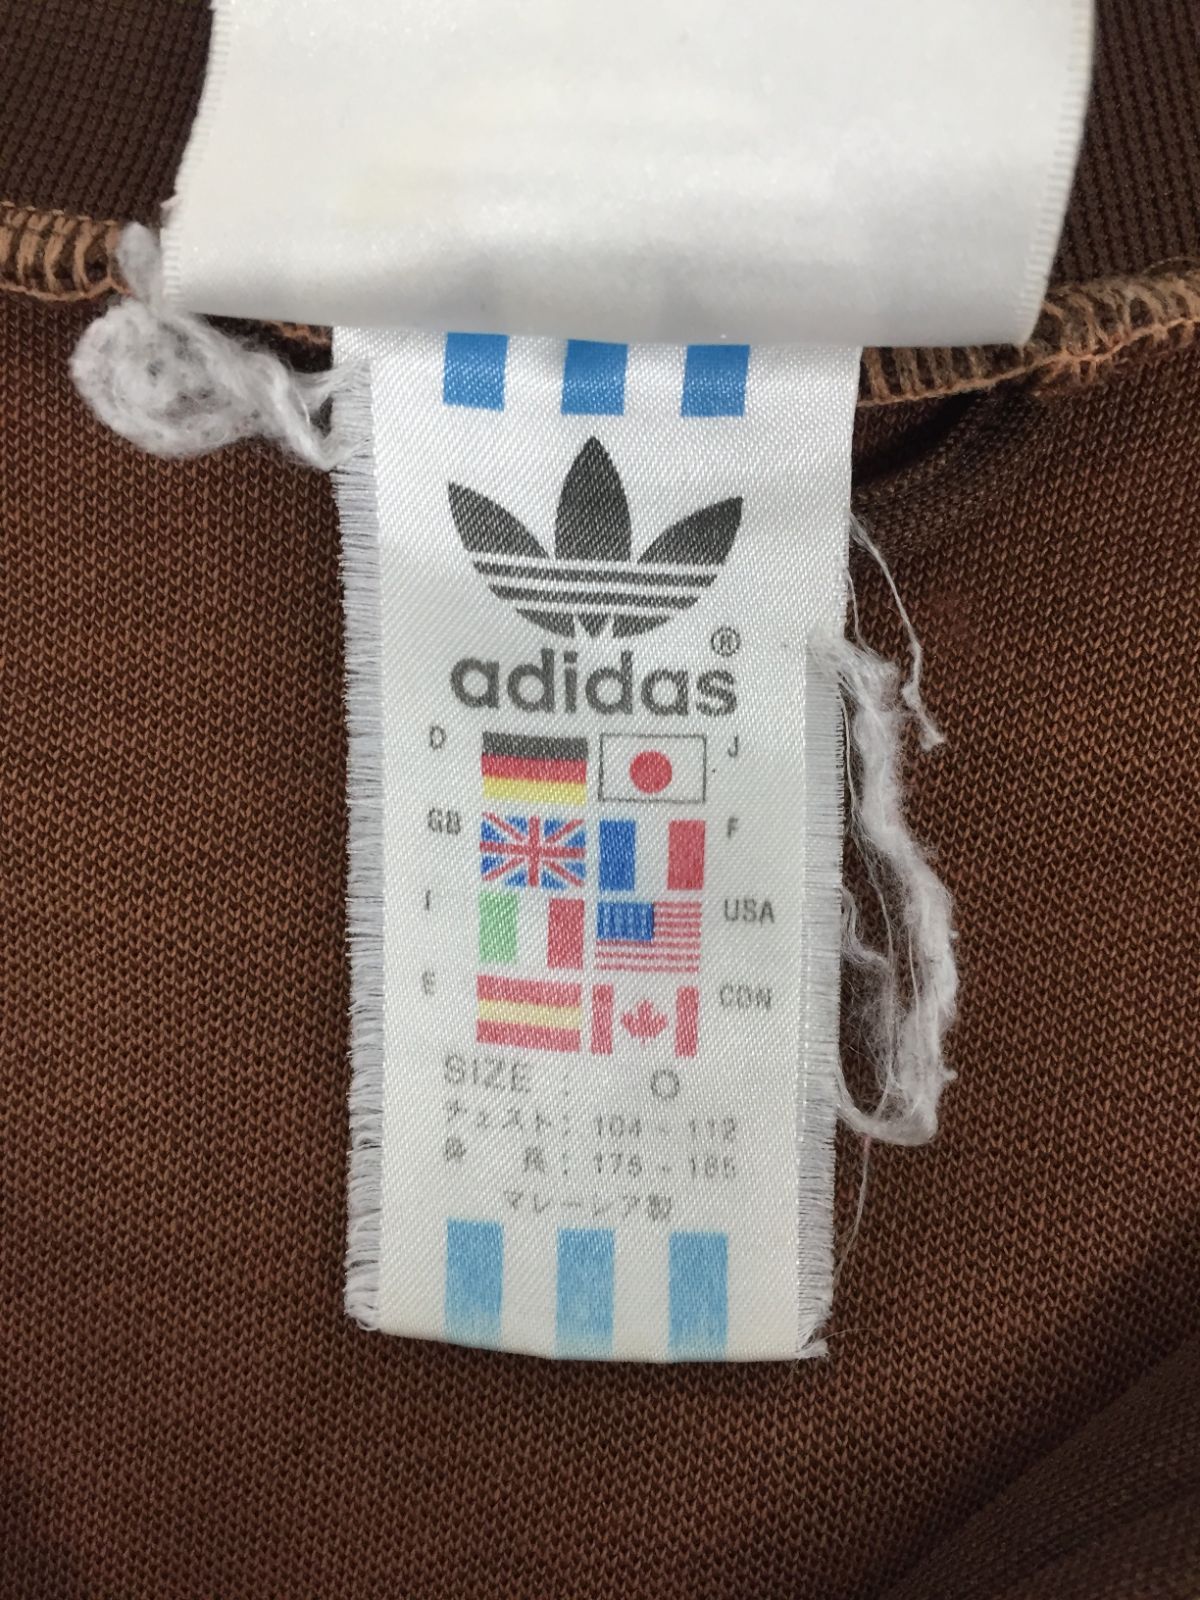 adidas®
D J
GB F
I USA
E CDN
SIZE : O
チェスト: 104 - 112
身 長: 176 - 185
マレーシア製